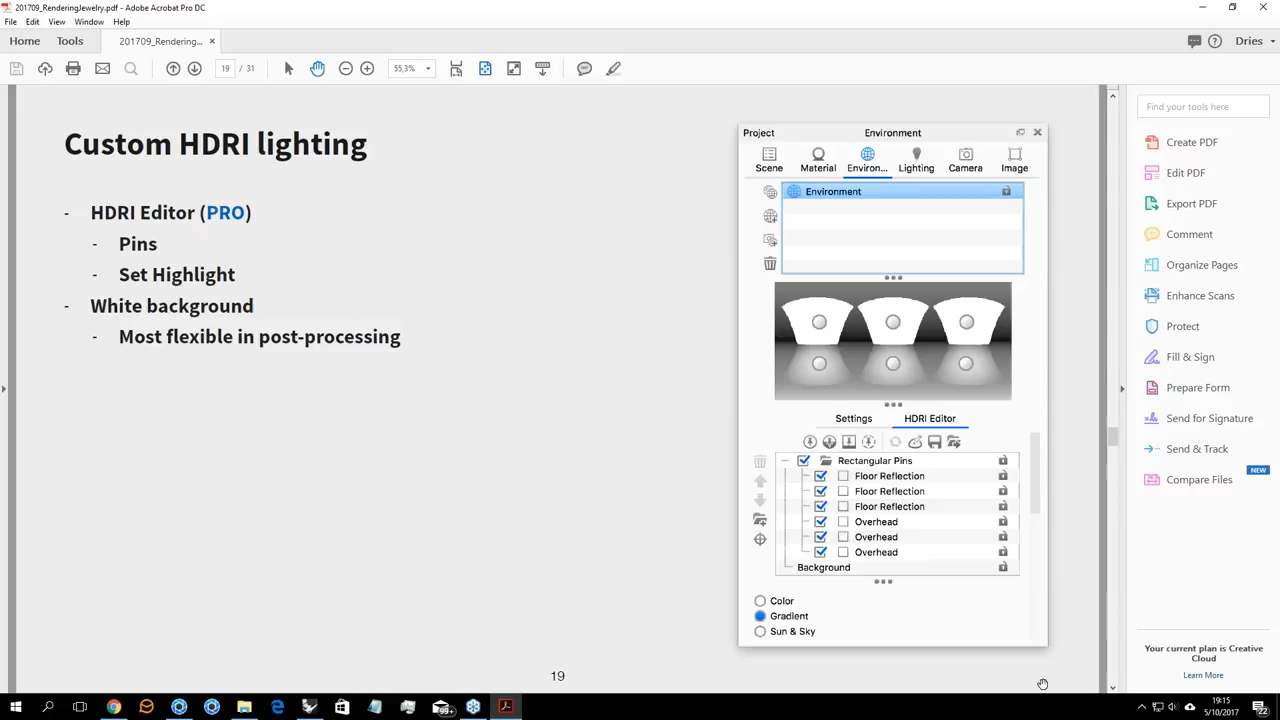 201709_RenderingJewelry.pdf - Adobe Acrobat Pro DC
File Edit View Window Help
Home Tools 201709_Rendering... × Dries
19 / 31 55,3%
Custom HDRI lighting
- HDRI Editor (PRO)
- Pins
- Set Highlight
- White background
- Most flexible in post-processing
19
Project Environment
Scene Material Environ... Lighting Camera Image
Environment
Settings HDRI Editor
Rectangular Pins
Floor Reflection
Floor Reflection
Floor Reflection
Overhead
Overhead
Overhead
Background
Color
Gradient
Sun & Sky
Find your tools here
Create PDF
Edit PDF
Export PDF
Comment
Organize Pages
Enhance Scans
Protect
Fill & Sign
Prepare Form
Send for Signature
Send & Track
Compare Files NEW
Your current plan is Creative
Cloud
Learn More
99+
19:15
5/10/2017
22